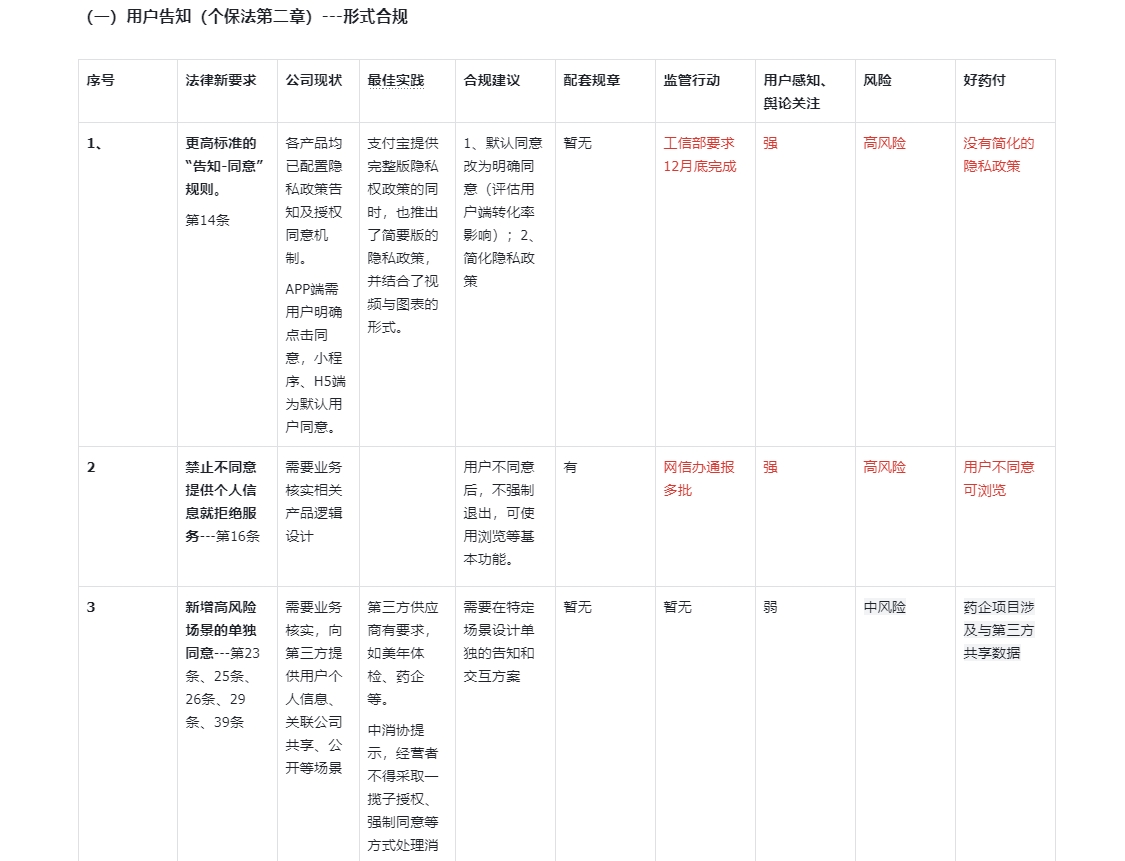 （一）用户告知（个保法第二章）---形式合规
序号
法律新要求
公司现状
最佳实践
合规建议
配套规章
监管行动
用户感知、
舆论关注
风险
好药付
1、
更高标准的
“告知-同意”
规则。
第14条
各产品均
已配置隐
私政策告
知及授权
同意机
制。
APP端需
用户明确
点击同
意，小程
序、H5端
为默认用
户同意。
支付宝提供
完整版隐私
权政策的同
时，也推出
了简要版的
隐私政策，
并结合了视
频与图表的
形式。
1、默认同意
改为明确同
意（评估用
户端转化率
影响）；2、
简化隐私政
策
暂无
工信部要求
12月底完成
强
高风险
没有简化的
隐私政策
2
禁止不同意
提供个人信
息就拒绝服
务---第16条
需要业务
核实相关
产品逻辑
设计
用户不同意
后，不强制
退出，可使
用浏览等基
本功能。
有
网信办通报
多批
强
高风险
用户不同意
可浏览
3
新增高风险
场景的单独
同意---第23
条、25条、
26条、29
条、39条
需要业务
核实，向
第三方提
供用户个
人信息、
关联公司
共享、公
开等场景
第三方供应
商有要求，
如美年体
检、药企
等。
中消协提
示，经营者
不得采取一
揽子授权、
强制同意等
方式处理消
需要在特定
场景设计单
独的告知和
交互方案
暂无
暂无
弱
中风险
药企项目涉
及与第三方
共享数据